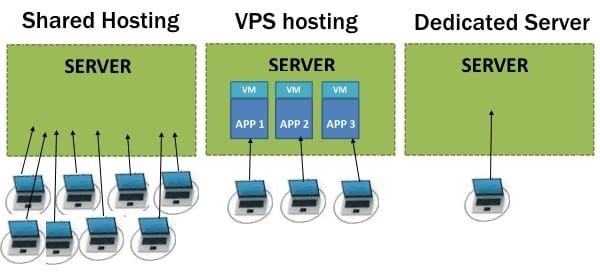 Shared Hosting
VPS hosting
Dedicated Server
SERVER
SERVER
SERVER
VM
VM
VM
APP 1
APP 2
APP 3